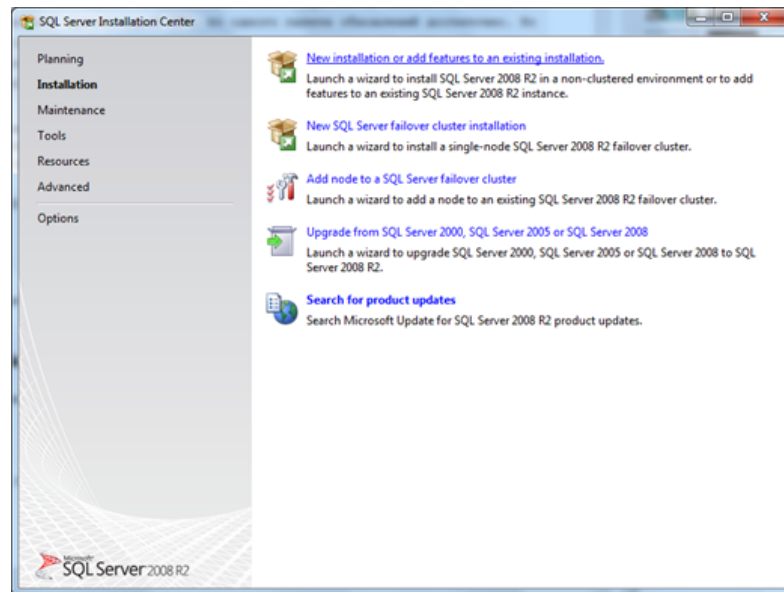 SQL Server Installation Center
Planning
Installation
Maintenance
Tools
Resources
Advanced
Options
New installation or add features to an existing installation.
Launch a wizard to install SQL Server 2008 R2 in a non-clustered environment or to add
features to an existing SQL Server 2008 R2 instance.
New SQL Server failover cluster installation
Launch a wizard to install a single-node SQL Server 2008 R2 failover cluster.
Add node to a SQL Server failover cluster
Launch a wizard to add a node to an existing SQL Server 2008 R2 failover cluster.
Upgrade from SQL Server 2000, SQL Server 2005 or SQL Server 2008
Launch a wizard to upgrade SQL Server 2000, SQL Server 2005 or SQL Server 2008 to SQL
Server 2008 R2.
Search for product updates
Search Microsoft Update for SQL Server 2008 R2 product updates.
Microsoft
SQL Server 2008 R2